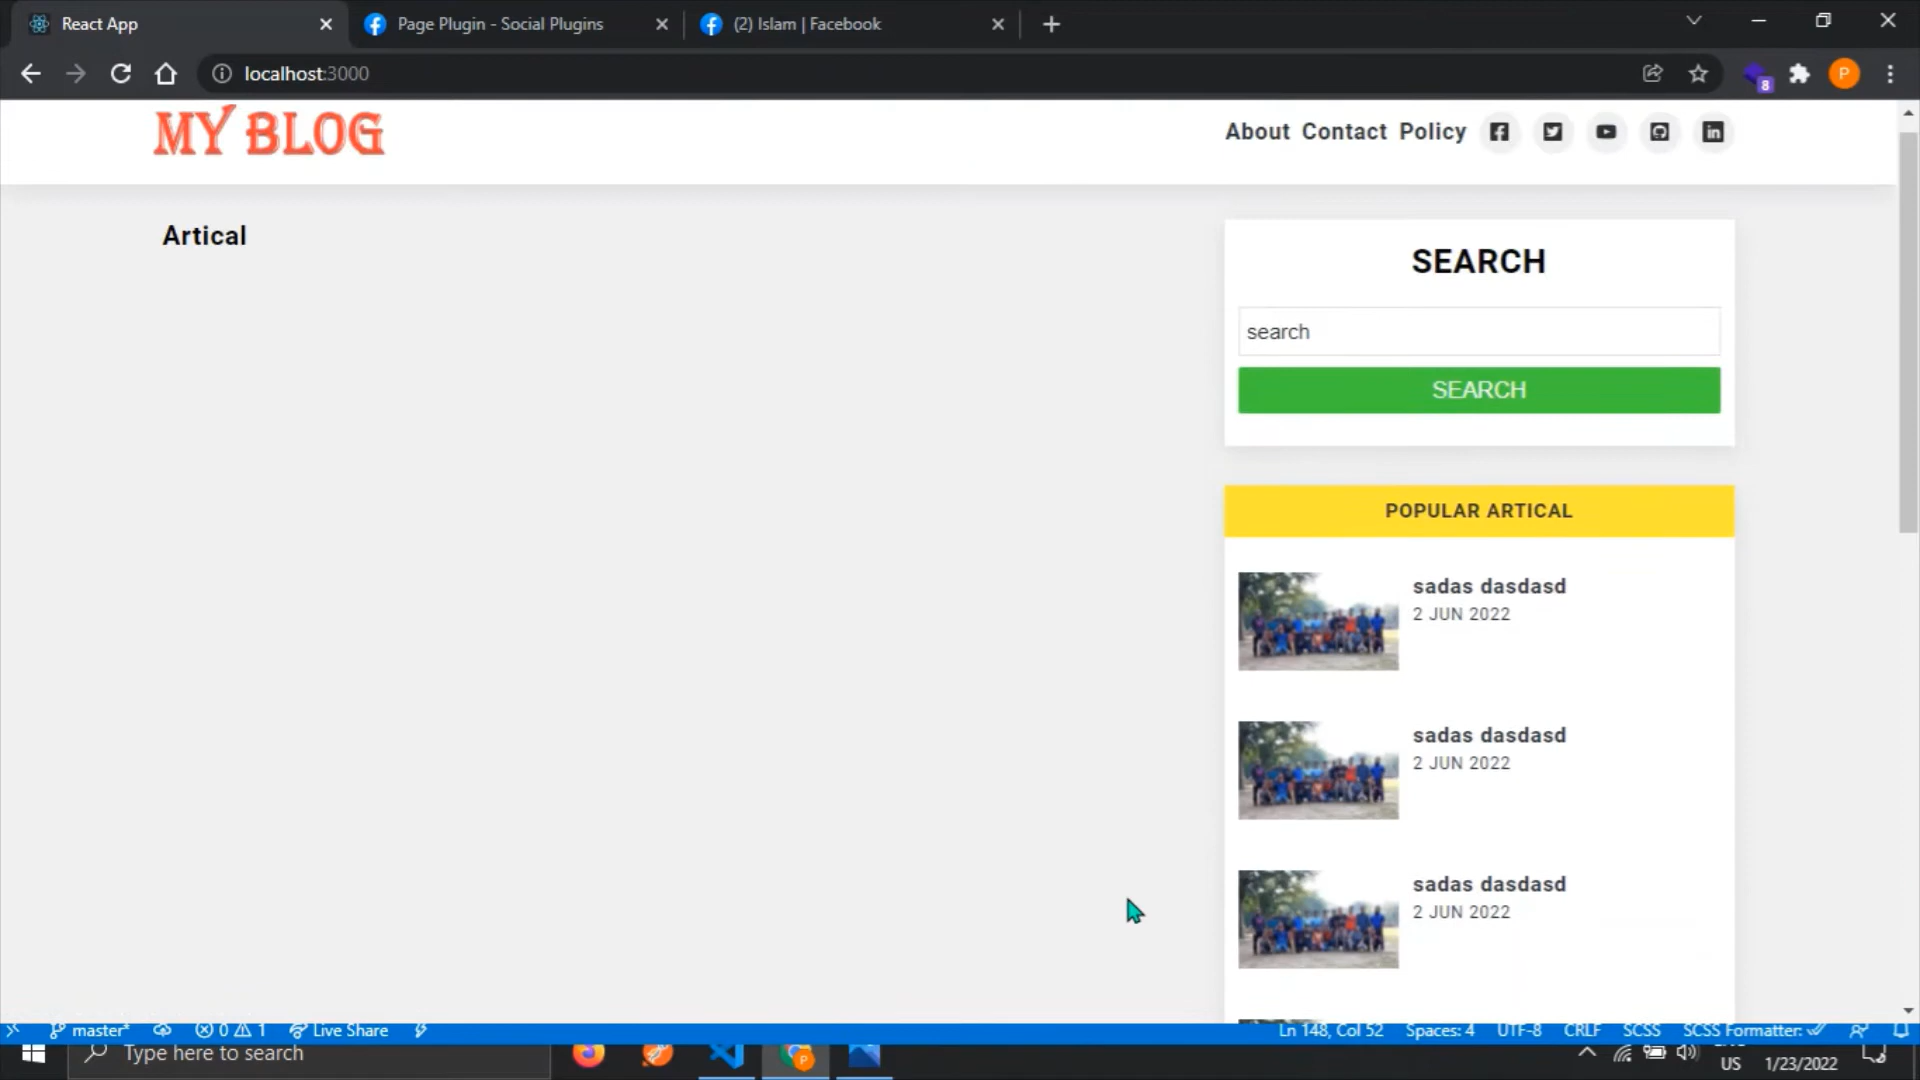 React App
Page Plugin - Social Plugins
(2) Islam | Facebook
localhost:3000
8
P
MY BLOG
About Contact Policy
Artical
SEARCH
search
SEARCH
POPULAR ARTICAL
sadas dasdasd
2 JUN 2022
sadas dasdasd
2 JUN 2022
sadas dasdasd
2 JUN 2022
master*
0
1
Live Share
Ln 148, Col 52
Spaces: 4
UTF-8
CRLF
SCSS
SCSS Formatter:
Type here to search
P
US
1/23/2022